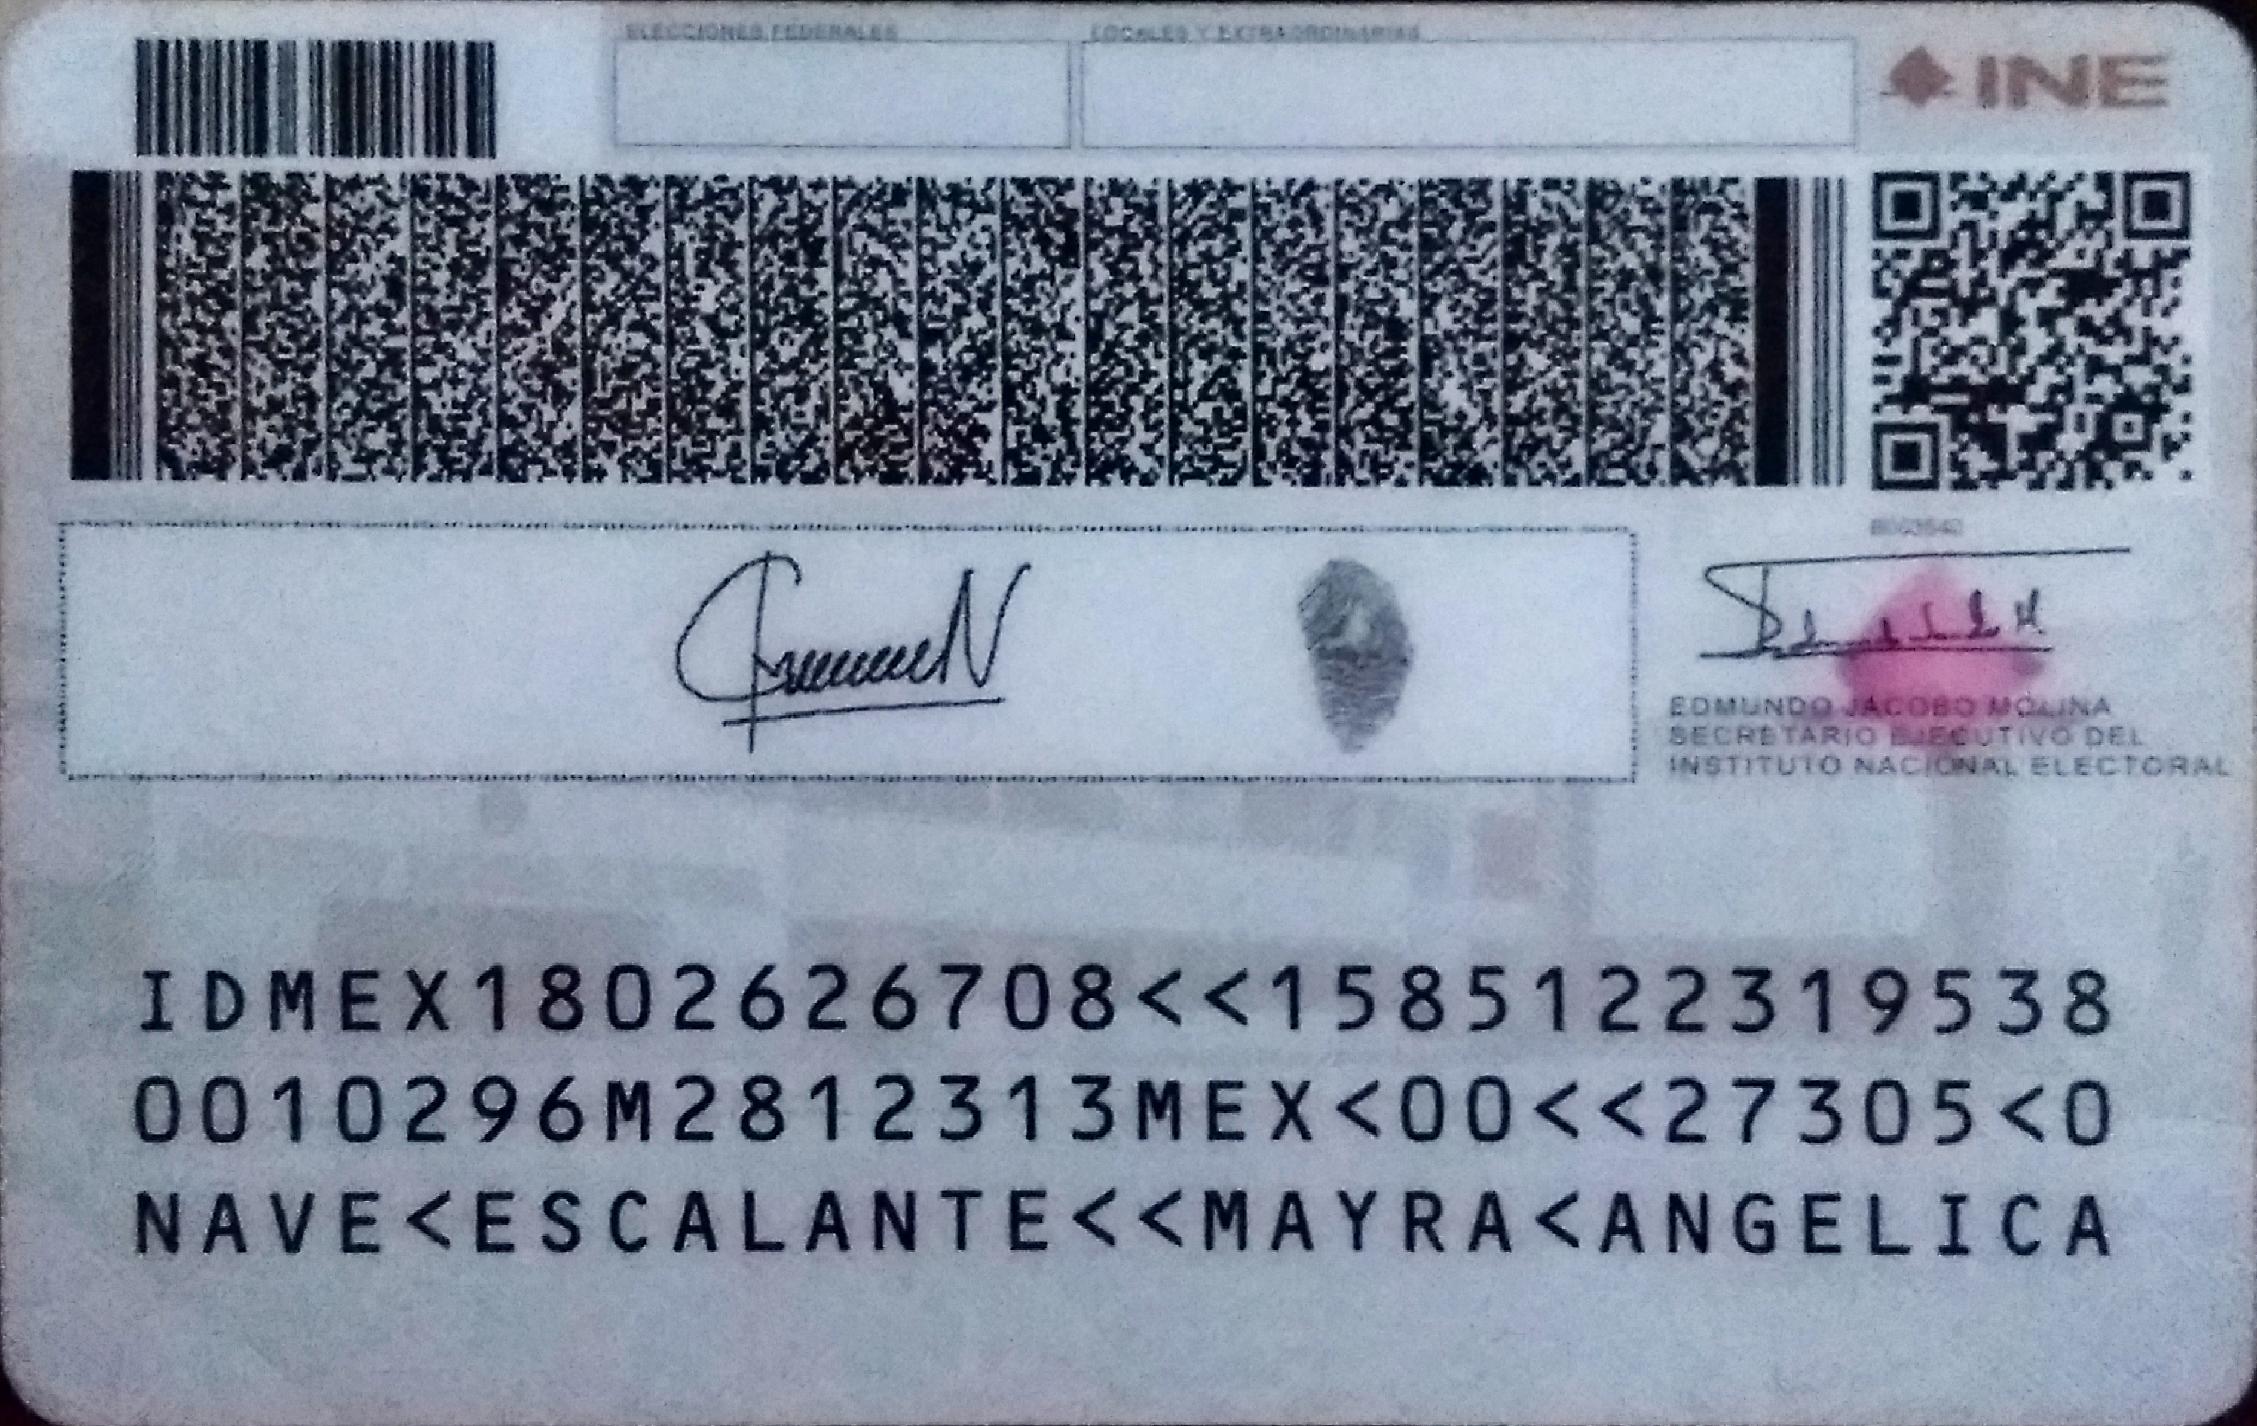 ELECCIONES FEDERALES
LOCALES Y EXTRAORDINARIAS
INE
EDMUNDO JACOBO MOLINA
SECRETARIO EJECUTIVO DEL
INSTITUTO NACIONAL ELECTORAL
IDMEX1802626708<<1585122319538
0010296M2812313MEX<00<<27305<0
NAVE<ESCALANTE<<MAYRA<ANGELICA